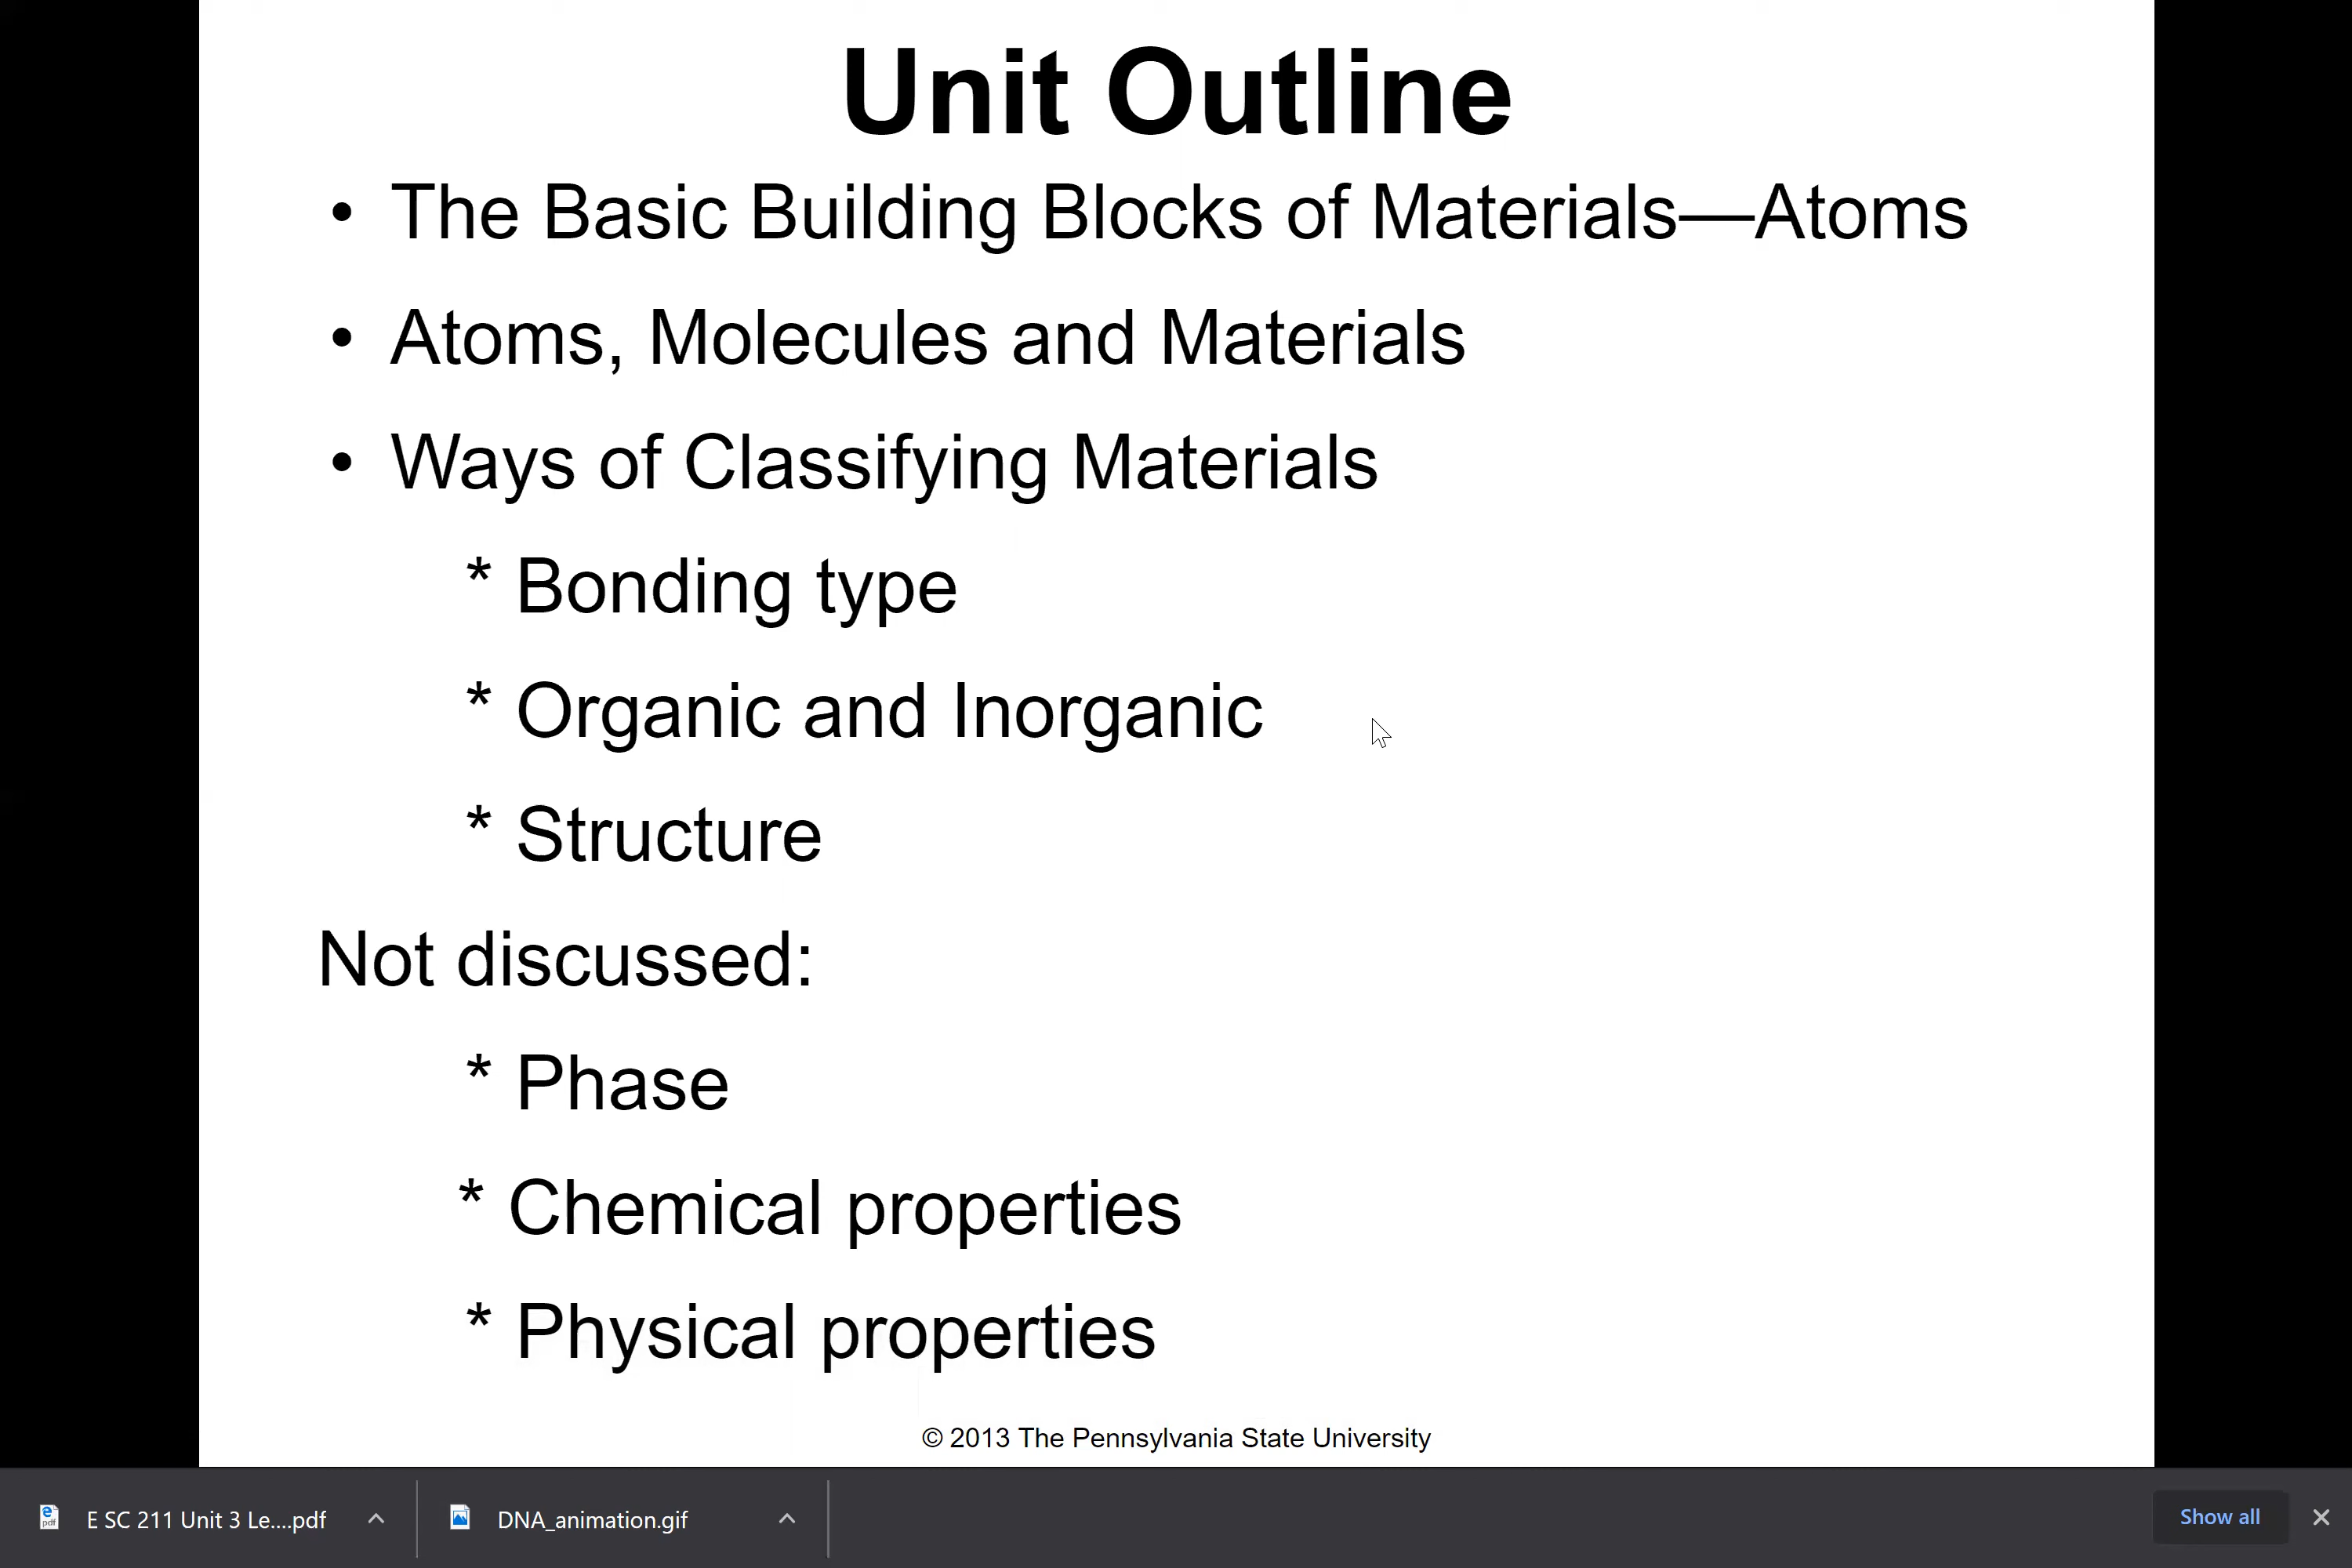 Unit Outline
• The Basic Building Blocks of Materials—Atoms
• Atoms, Molecules and Materials
• Ways of Classifying Materials
* Bonding type
* Organic and Inorganic
* Structure
Not discussed:
* Phase
* Chemical properties
* Physical properties
© 2013 The Pennsylvania State University
E SC 211 Unit 3 Le....pdf
DNA_animation.gif
Show all